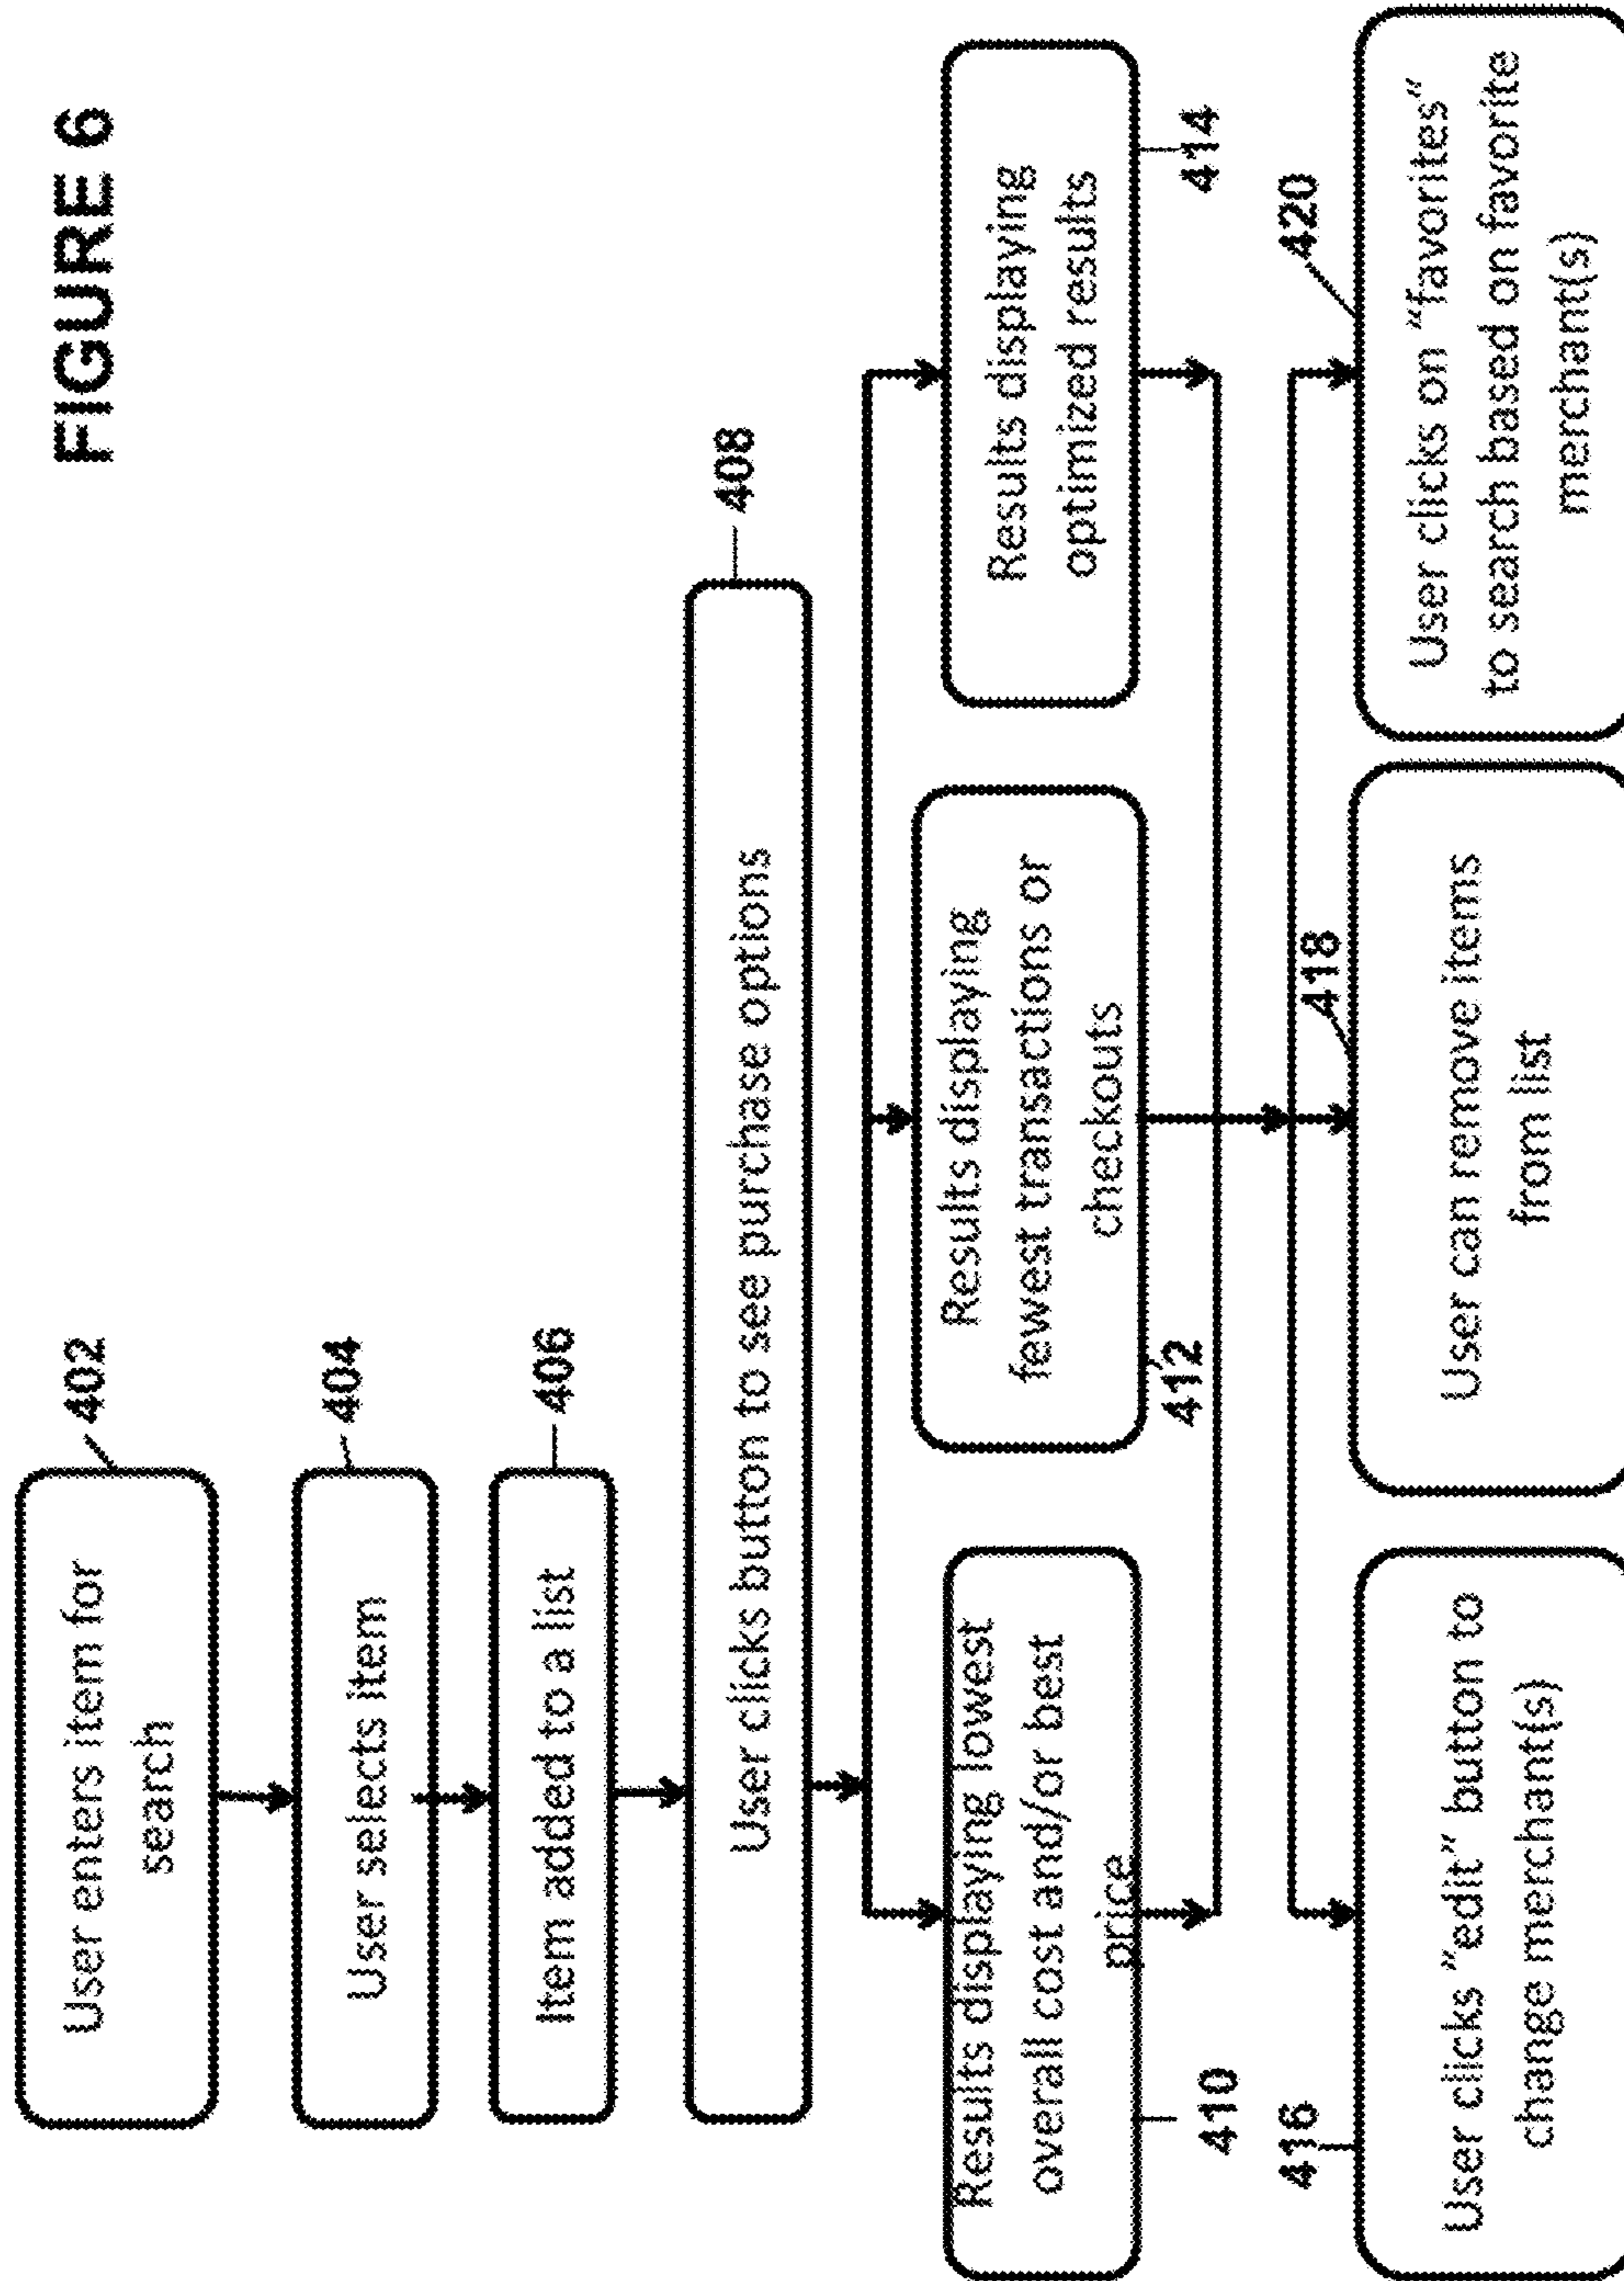 FIGURE 6
User enters item for
search
402
User selects item
404
Item added to a list
406
User clicks button to see purchase options
408
Results displaying lowest
overall cost and/or best
price
410
Results displaying
fewest transactions or
checkouts
412
Results displaying
optimized results
414
416
User clicks "edit" button to
change merchant(s)
418
User can remove items
from list
420
User clicks on "favorites"
to search based on favorite
merchant(s)